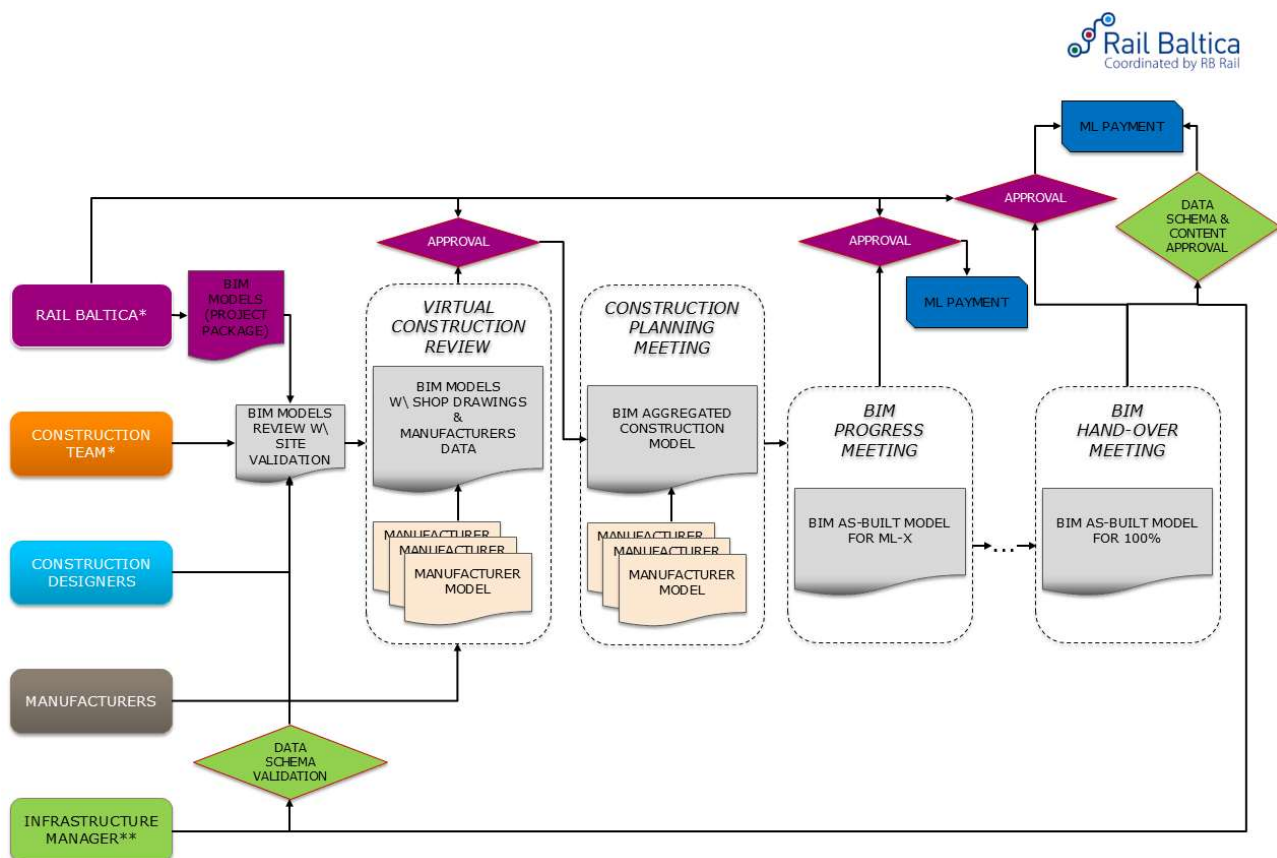 Rail Baltica
Coordinated by RB Rail
ML PAYMENT
APPROVAL
DATA
SCHEMA &
CONTENT
APPROVAL
APPROVAL
APPROVAL
ML PAYMENT
RAIL BALTICA*
BIM
MODELS
(PROJECT
PACKAGE)
VIRTUAL
CONSTRUCTION
REVIEW
CONSTRUCTION
PLANNING
MEETING
CONSTRUCTION
TEAM*
BIM MODELS
REVIEW W\
SITE
VALIDATION
BIM MODELS
W\ SHOP DRAWINGS
&
MANUFACTURERS
DATA
BIM AGGREGATED
CONSTRUCTION
MODEL
BIM
PROGRESS
MEETING
BIM
HAND-OVER
MEETING
CONSTRUCTION
DESIGNERS
MANUFACTURER
MANUFACTURER
MANUFACTURER
MODEL
MANUFACTURER
MANUFACTURER
MANUFACTURER
MODEL
BIM AS-BUILT MODEL
FOR ML-X
...
BIM AS-BUILT MODEL
FOR 100%
MANUFACTURERS
DATA
SCHEMA
VALIDATION
INFRASTRUCTURE
MANAGER**